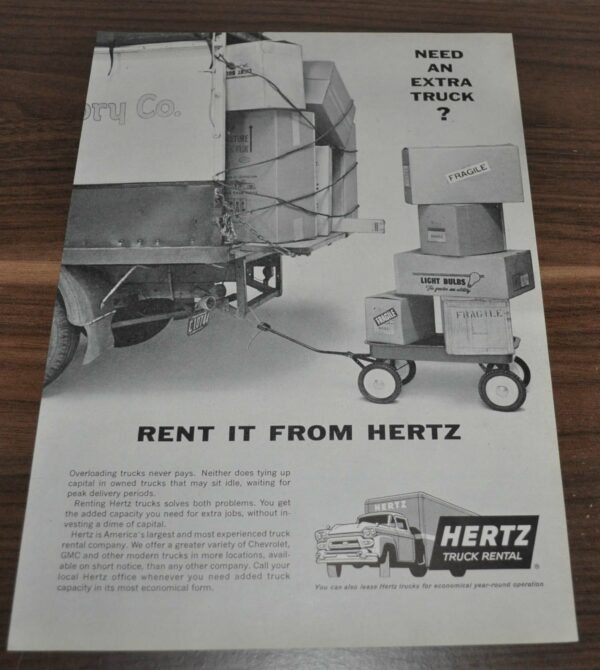 NEED
AN
EXTRA
TRUCK
?
ory Co.
FRAGILE
LIGHT BULBS
FRAGILE
FRAGILE
RENT IT FROM HERTZ
Overloading trucks never pays. Neither does tying up
capital in owned trucks that may sit idle, waiting for
peak delivery periods.
Renting Hertz trucks solves both problems. You get
the added capacity you need for extra jobs, without in-
vesting a dime of capital.
Hertz is America's largest and most experienced truck
rental company. We offer a greater variety of Chevrolet,
GMC and other modern trucks in more locations, avail-
able on short notice, than any other company. Call your
local Hertz office whenever you need added truck
capacity in its most economical form.
HERTZ
HERTZ
TRUCK RENTAL
®
You can also lease Hertz trucks for economical year-round operation